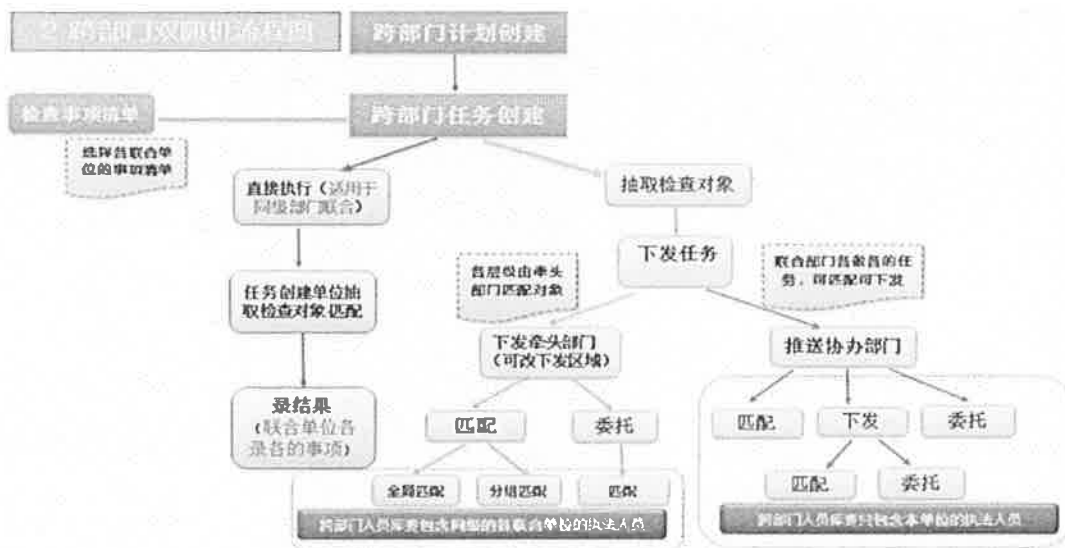 2 跨部门双随机流程图
跨部门计划创建
检查事项清单
跨部门任务创建
选择各联合单
位的事项清单
直接执行（适用于
同级部门联合）
抽取检查对象
下发任务
各层级由牵头
部门匹配对象
联合部门各做各的任
务，可匹配可下发
任务创建单位抽
取检查对象 匹配
下发牵头部门
（可改下发区域）
推送协办部门
录结果
（联合单位各
录各的事项）
匹配
委托
匹配
下发
委托
全局匹配
分组匹配
匹配
匹配
委托
跨部门人员库要包含同级的各联合单位的执法人员
跨部门人员库要只包含本单位的执法人员